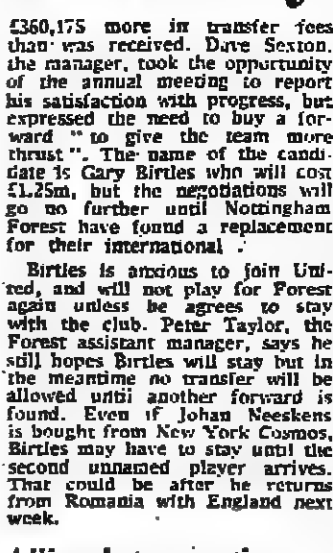 £360,175 more in transfer fees
than was received. Dave Sexton,
the manager, took the opportunity
of the annual meeting to report
his satisfaction with progress, but
expressed the need to buy a for-
ward " to give the team more
thrust ". The name of the candi-
date is Gary Birtles who will cost
£1.25m, but the negotiations will
go no further until Nottingham
Forest have found a replacement
for their international .
Birtles is anxious to join Uni-
ted, and will not play for Forest
again unless he agrees to stay
with the club. Peter Taylor, the
Forest assistant manager, says he
still hopes Birtles will stay but in
the meantime no transfer will be
allowed until another forward is
found. Even if Johan Neeskens
is bought from New York Cosmos,
Birtles may have to stay until the
second unnamed player arrives.
That could be after he returns
from Romania with England next
week.